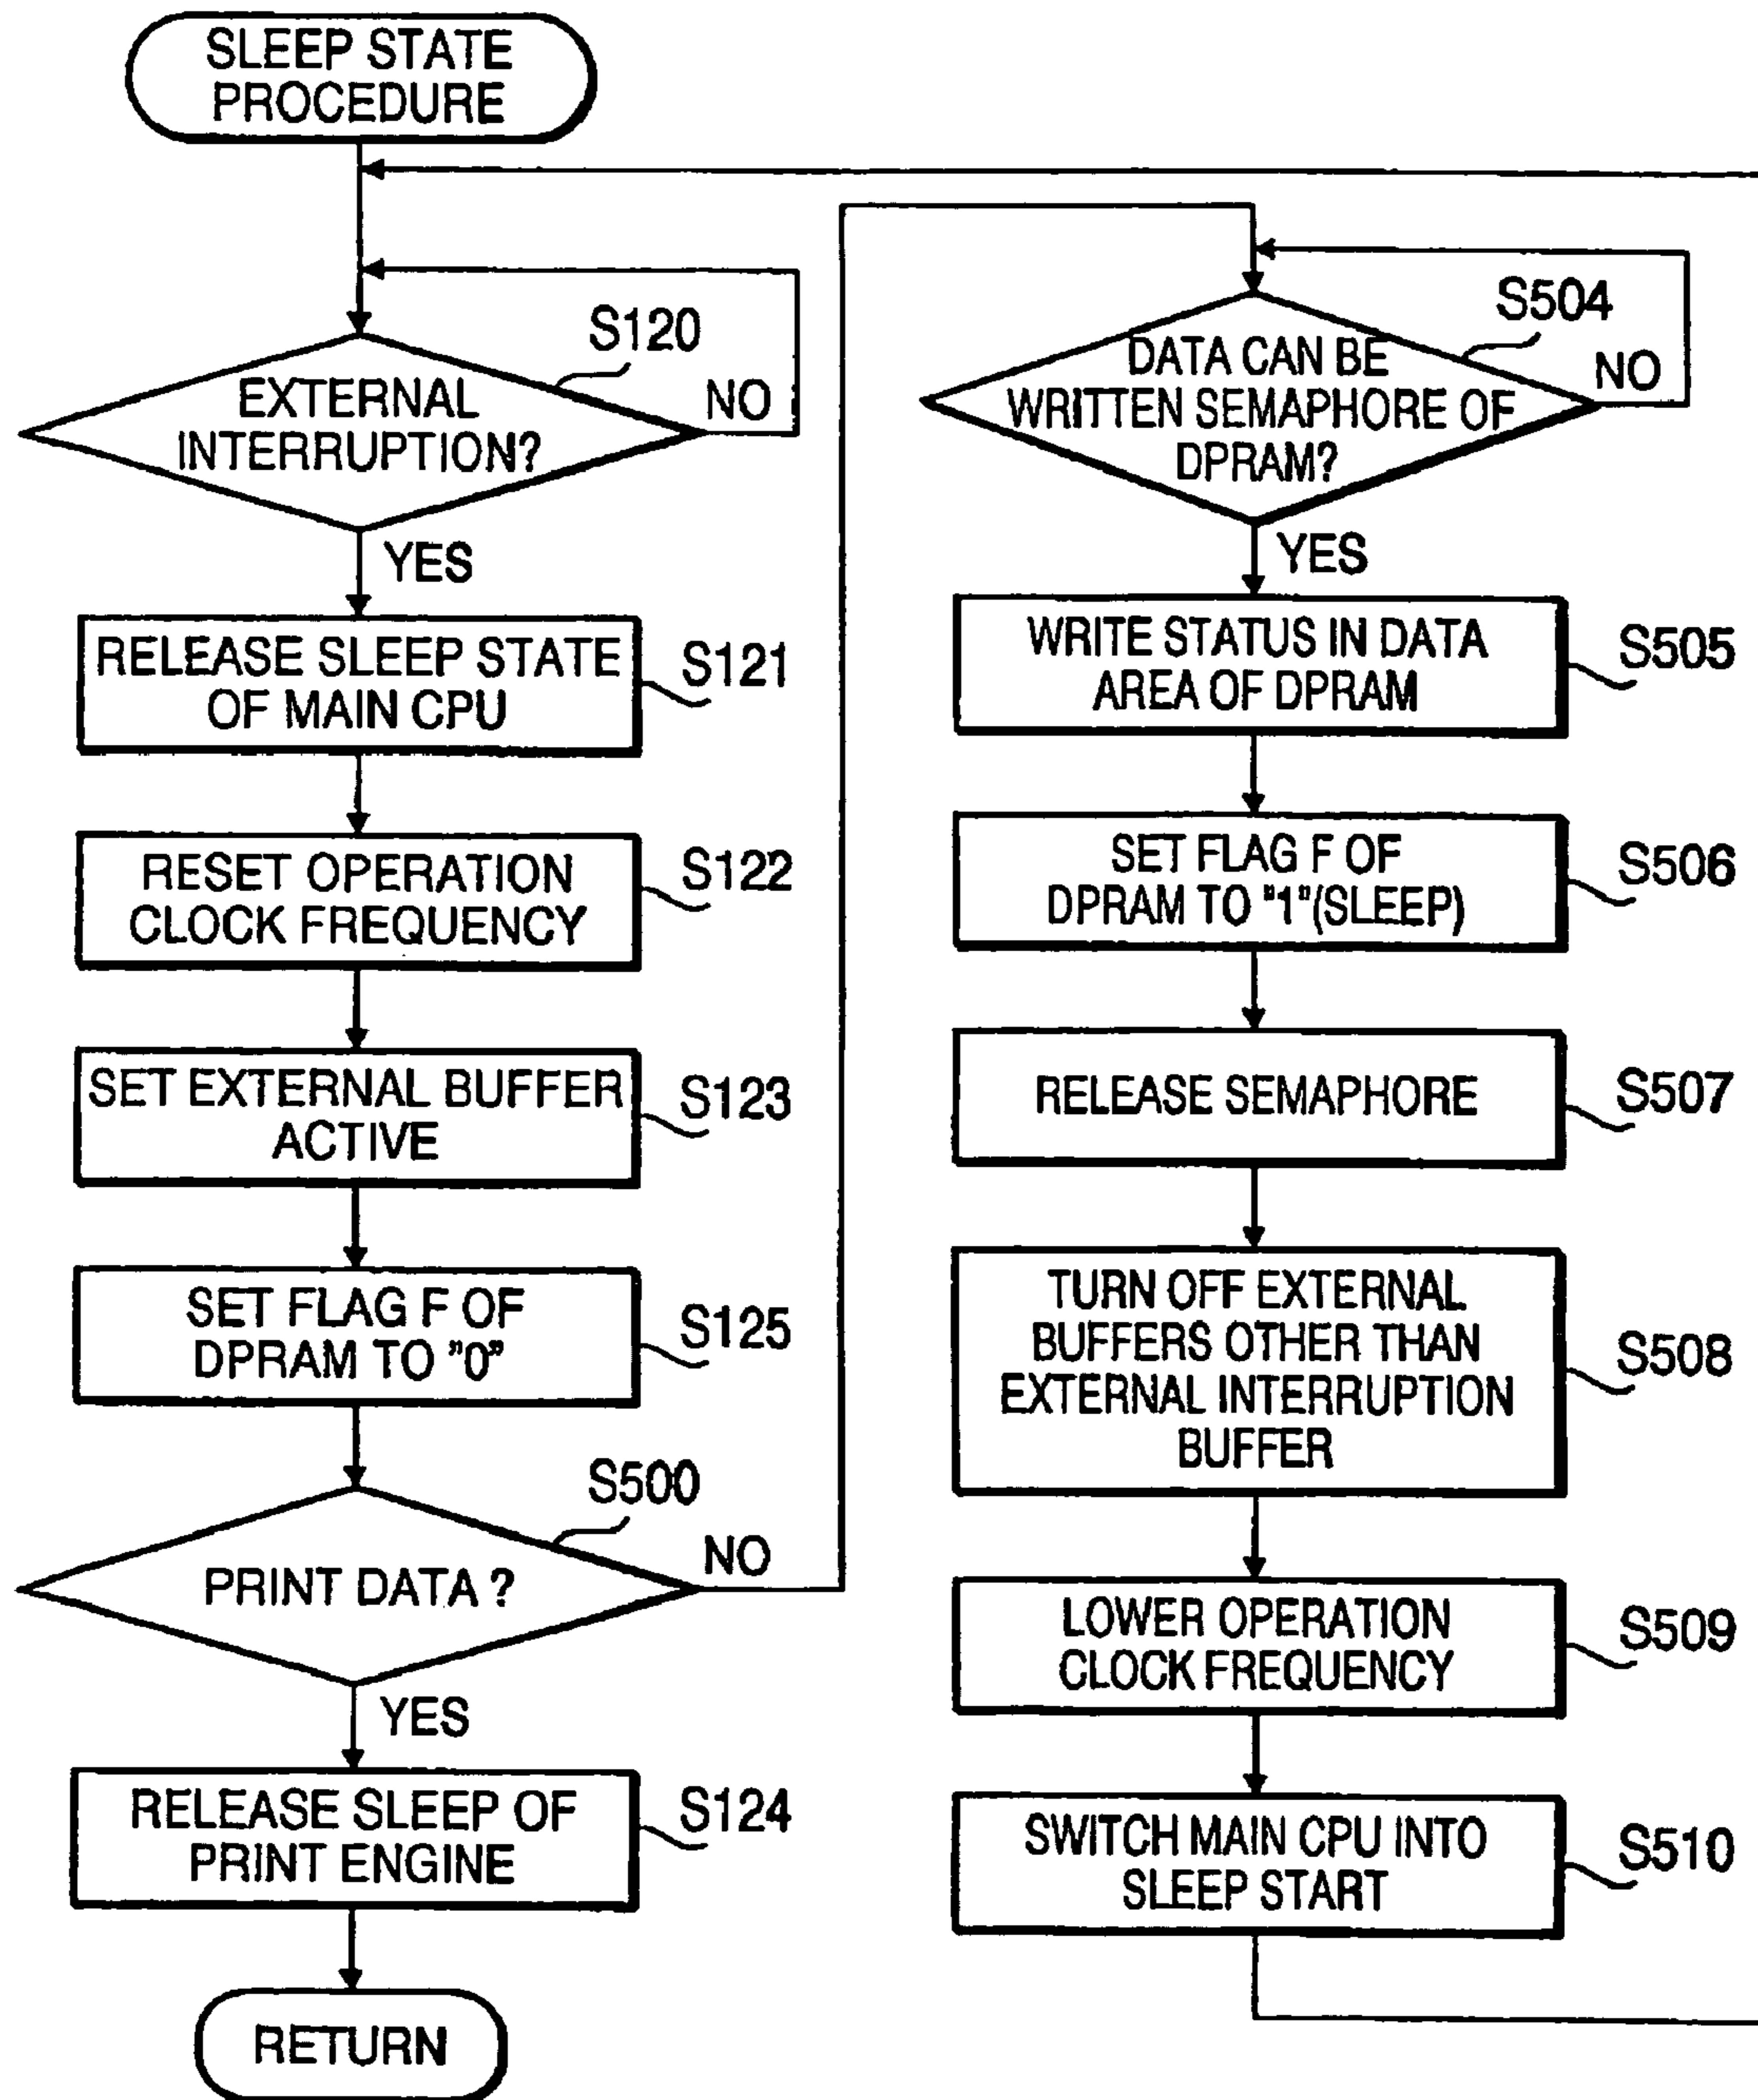 SLEEP STATE
PROCEDURE
S120
EXTERNAL
INTERRUPTION?
NO
YES
RELEASE SLEEP STATE
OF MAIN CPU
S121
RESET OPERATION
CLOCK FREQUENCY
S122
SET EXTERNAL BUFFER
ACTIVE
S123
SET FLAG F OF
DPRAM TO "0"
S125
S500
PRINT DATA ?
NO
YES
RELEASE SLEEP OF
PRINT ENGINE
S124
RETURN
S504
DATA CAN BE
WRITTEN SEMAPHORE OF
DPRAM?
NO
YES
WRITE STATUS IN DATA
AREA OF DPRAM
S505
SET FLAG F OF
DPRAM TO "1"(SLEEP)
S506
RELEASE SEMAPHORE
S507
TURN OFF EXTERNAL
BUFFERS OTHER THAN
EXTERNAL INTERRUPTION
BUFFER
S508
LOWER OPERATION
CLOCK FREQUENCY
S509
SWITCH MAIN CPU INTO
SLEEP START
S510